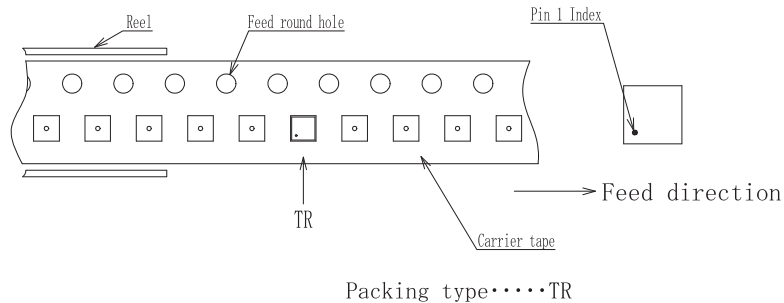 Reel
Feed round hole
Pin 1 Index
Feed direction
TR
Carrier tape
Packing type·····TR